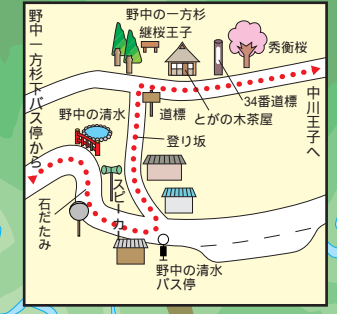 野中の一方杉
継桜王子
秀衡桜
野中一方杉下バス停から
34番道標
とがの木茶屋
道標
野中の清水
登り坂
中川王子へ
スピーカー
石だたみ
野中の清水
バス停